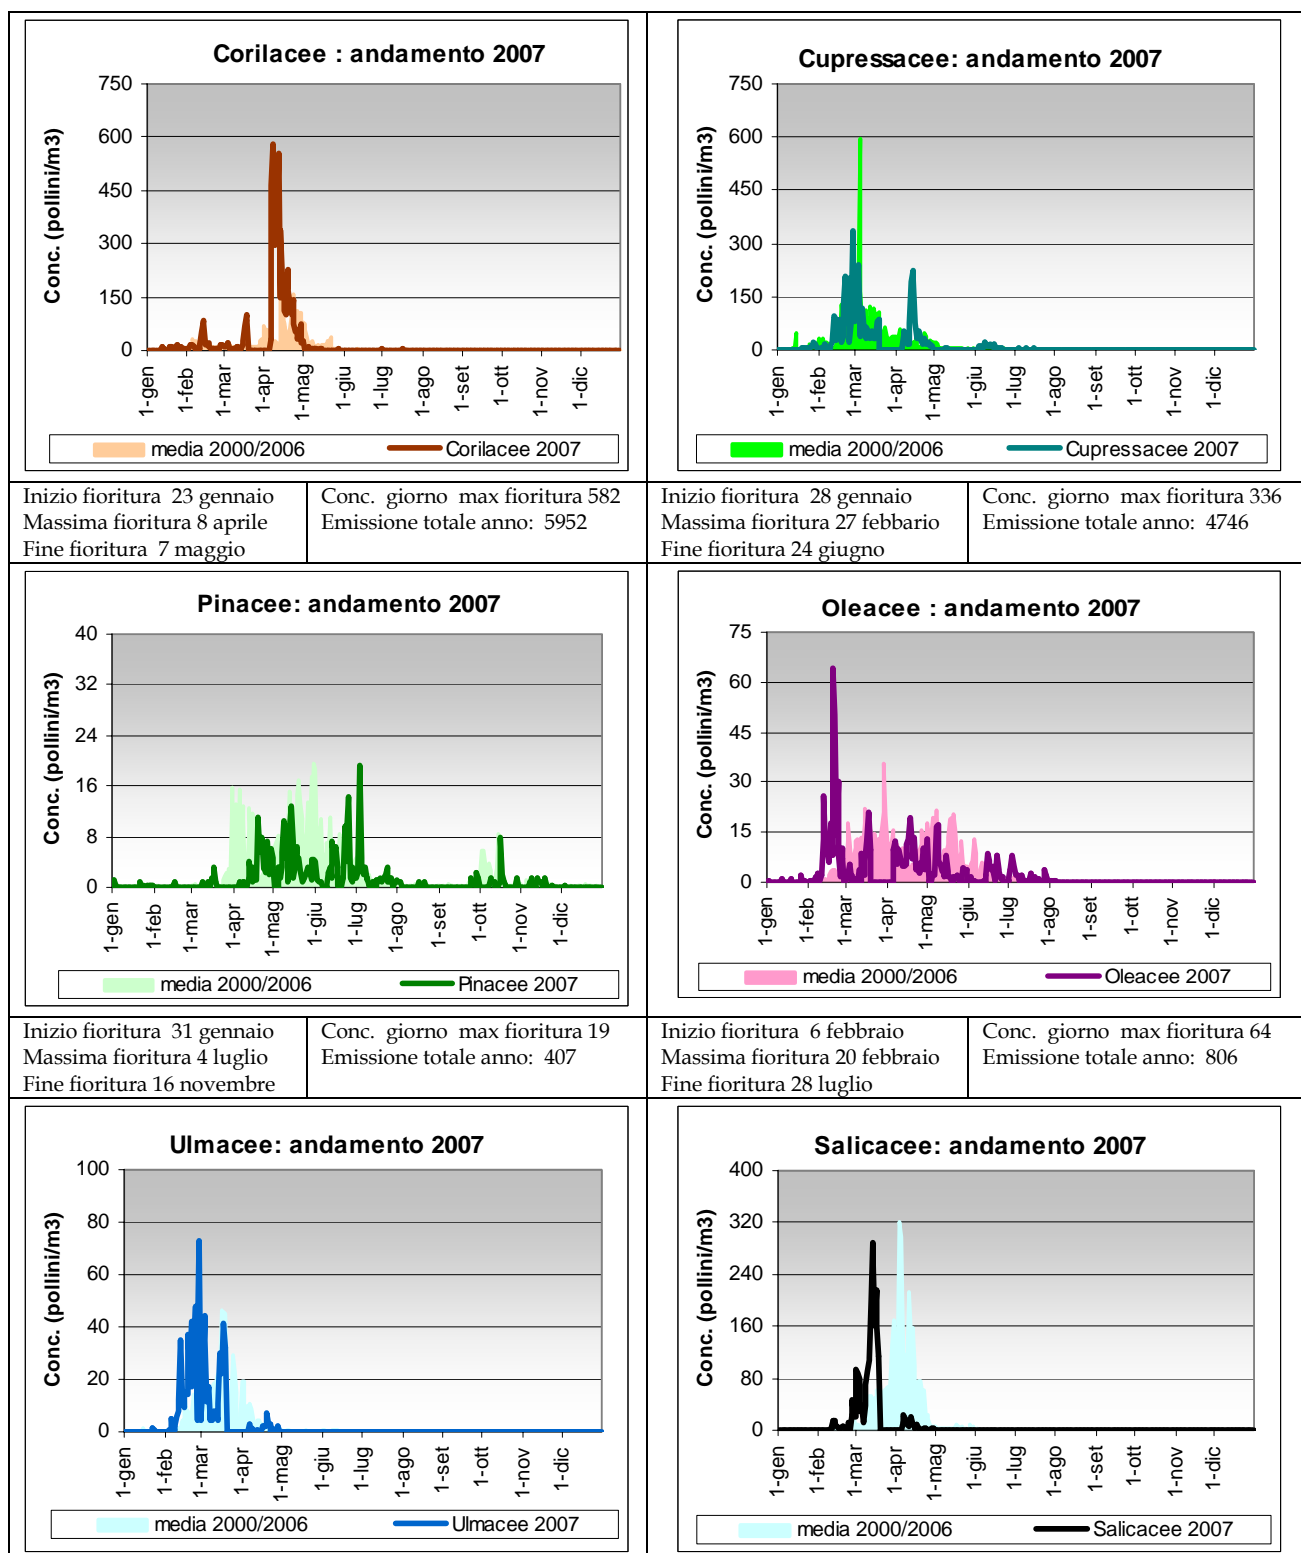 Corilacee : andamento 2007
Conc. (pollini/m3)
750
600
450
300
150
0
1-gen
1-feb
1-mar
1-apr
1-mag
1-giu
1-lug
1-ago
1-set
1-ott
1-nov
1-dic
media 2000/2006
Corilacee 2007
Cupressacee: andamento 2007
Conc. (pollini/m3)
750
600
450
300
150
0
1-gen
1-feb
1-mar
1-apr
1-mag
1-giu
1-lug
1-ago
1-set
1-ott
1-nov
1-dic
media 2000/2006
Cupressacee 2007
Inizio fioritura 23 gennaio
Massima fioritura 8 aprile
Fine fioritura 7 maggio
Conc. giorno max fioritura 582
Emissione totale anno: 5952
Inizio fioritura 28 gennaio
Massima fioritura 27 febbario
Fine fioritura 24 giugno
Conc. giorno max fioritura 336
Emissione totale anno: 4746
Pinacee: andamento 2007
Conc. (pollini/m3)
40
32
24
16
8
0
1-gen
1-feb
1-mar
1-apr
1-mag
1-giu
1-lug
1-ago
1-set
1-ott
1-nov
1-dic
media 2000/2006
Pinacee 2007
Oleacee : andamento 2007
Conc. (pollini/m3)
75
60
45
30
15
0
1-gen
1-feb
1-mar
1-apr
1-mag
1-giu
1-lug
1-ago
1-set
1-ott
1-nov
1-dic
media 2000/2006
Oleacee 2007
Inizio fioritura 31 gennaio
Massima fioritura 4 luglio
Fine fioritura 16 novembre
Conc. giorno max fioritura 19
Emissione totale anno: 407
Inizio fioritura 6 febbraio
Massima fioritura 20 febbraio
Fine fioritura 28 luglio
Conc. giorno max fioritura 64
Emissione totale anno: 806
Ulmacee: andamento 2007
Conc. (pollini/m3)
100
80
60
40
20
0
1-gen
1-feb
1-mar
1-apr
1-mag
1-giu
1-lug
1-ago
1-set
1-ott
1-nov
1-dic
media 2000/2006
Ulmacee 2007
Salicacee: andamento 2007
Conc. (pollini/m3)
400
320
240
160
80
0
1-gen
1-feb
1-mar
1-apr
1-mag
1-giu
1-lug
1-ago
1-set
1-ott
1-nov
1-dic
media 2000/2006
Salicacee 2007